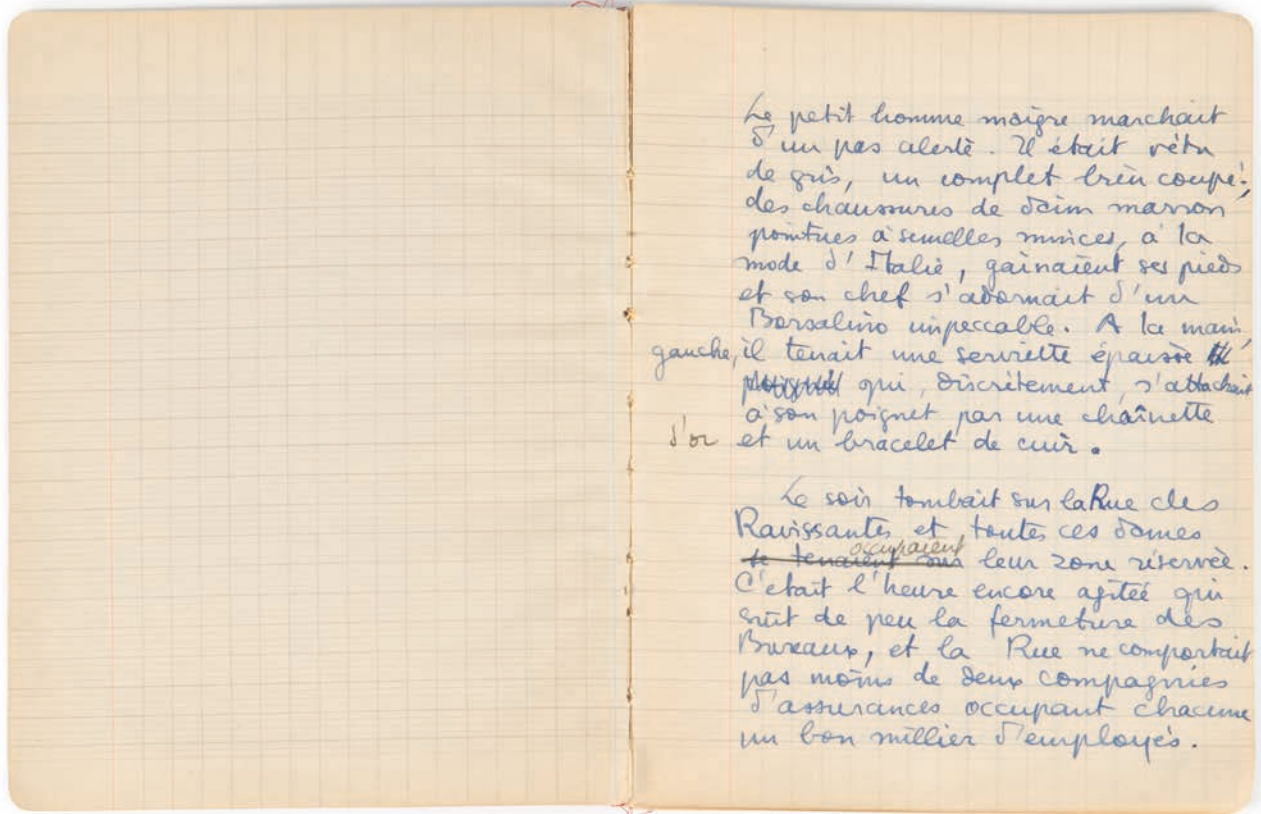 Le petit homme maigre marchait
d'un pas alerte. Il était vêtu
de gris, un complet bien coupé;
des chaussures de daim marron
pointues à semelles minces, à la
mode d'Italie, gainaient ses pieds
et son chef s'adornait d'un
Borsalino impeccable. A la main
gauche, il tenait une serviette épaisse
qui, discrètement, s'attachait
à son poignet par une chaînette
d'or et un bracelet de cuir.
Le soir tombait sur la Rue des
Ravissantes et toutes ces dames
occupaient
se tenaient sur leur zone réservée.
C'était l'heure encore agitée qui
suit de peu la fermeture des
Bureaux, et la Rue ne comportait
pas moins de deux compagnies
d'assurances occupant chacune
un bon millier d'employés.